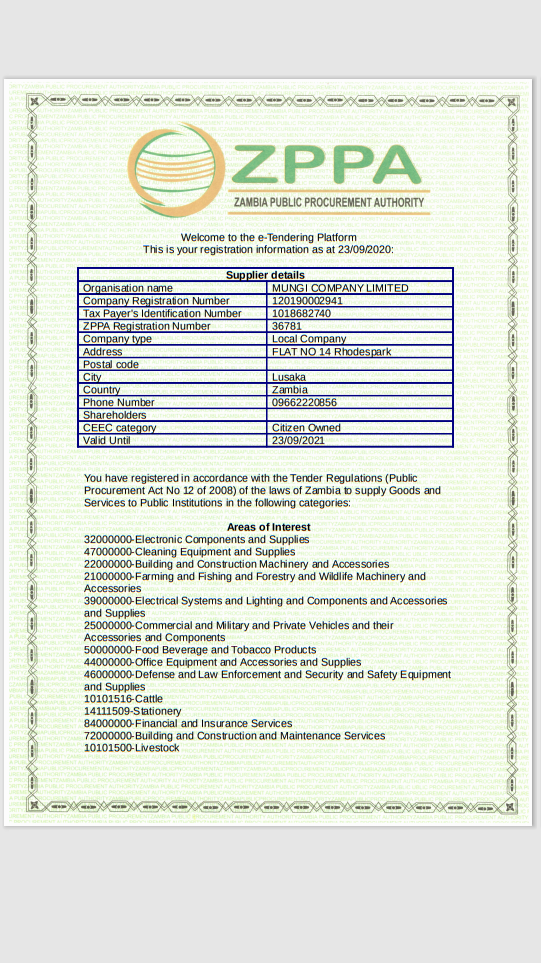 ZPPA
ZAMBIA PUBLIC PROCUREMENT AUTHORITY
Welcome to the e-Tendering Platform
This is your registration information as at 23/09/2020:
Supplier details
Organisation name MUNGI COMPANY LIMITED
Company Registration Number 120190002941
Tax Payer's Identification Number 1018682740
ZPPA Registration Number 36781
Company type Local Company
Address FLAT NO 14 Rhodespark
Postal code
City Lusaka
Country Zambia
Phone Number 09662220856
Shareholders
CEEC category Citizen Owned
Valid Until 23/09/2021
You have registered in accordance with the Tender Regulations (Public
Procurement Act No 12 of 2008) of the laws of Zambia to supply Goods and
Services to Public Institutions in the following categories:
Areas of Interest
32000000-Electronic Components and Supplies
47000000-Cleaning Equipment and Supplies
22000000-Building and Construction Machinery and Accessories
21000000-Farming and Fishing and Forestry and Wildlife Machinery and
Accessories
39000000-Electrical Systems and Lighting and Components and Accessories
and Supplies
25000000-Commercial and Military and Private Vehicles and their
Accessories and Components
50000000-Food Beverage and Tobacco Products
44000000-Office Equipment and Accessories and Supplies
46000000-Defense and Law Enforcement and Security and Safety Equipment
and Supplies
10101516-Cattle
14111509-Stationery
84000000-Financial and Insurance Services
72000000-Building and Construction and Maintenance Services
10101500-Livestock